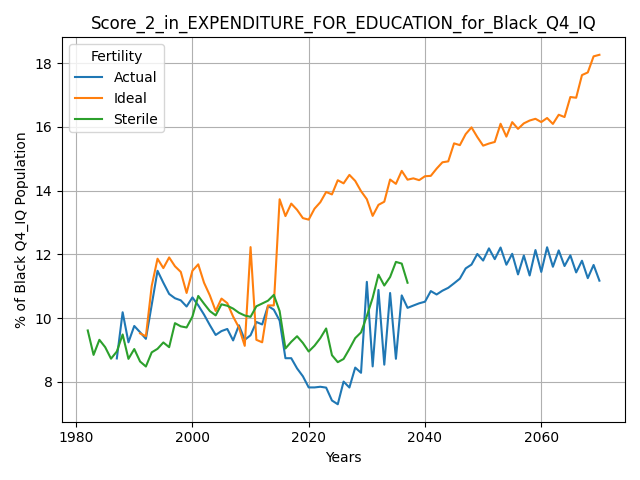 Score_2_in_EXPENDITURE_FOR_EDUCATION_for_Black_Q4_IQ
Fertility
Actual
Ideal
Sterile
18
16
14
12
10
8
% of Black Q4_IQ Population
1980 2000 2020 2040 2060
Years